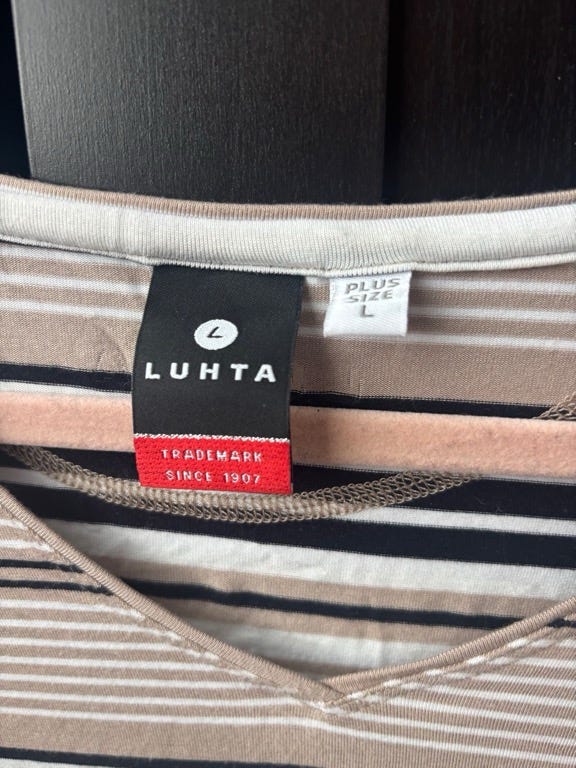 L
LUHTA
TRADEMARK
SINCE 1907
PLUS
SIZE
L